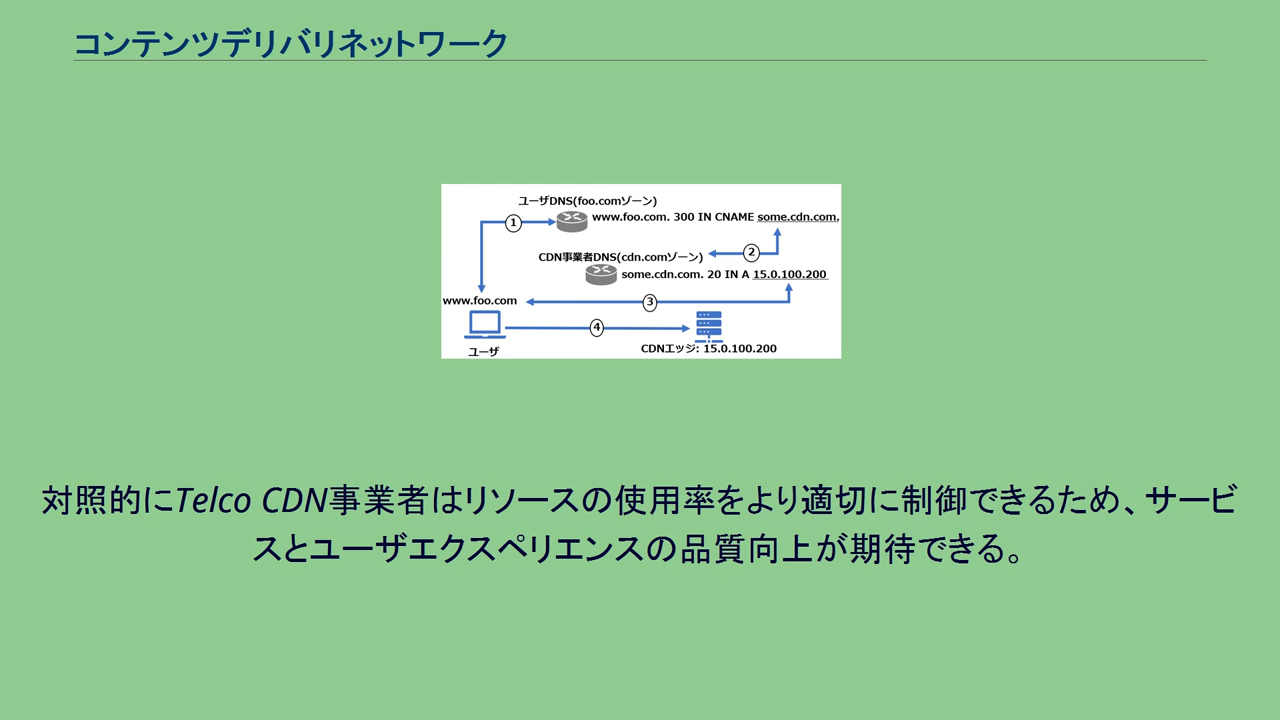 コンテンツデリバリネットワーク
ユーザDNS(foo.comゾーン)
1
www.foo.com. 300 IN CNAME some.cdn.com.
CDN事業者DNS(cdn.comゾーン)
2
some.cdn.com. 20 IN A 15.0.100.200
www.foo.com
3
4
ユーザ
CDNエッジ: 15.0.100.200
対照的にTelco CDN事業者はリソースの使用率をより適切に制御できるため、サービ
スとユーザエクスペリエンスの品質向上が期待できる。